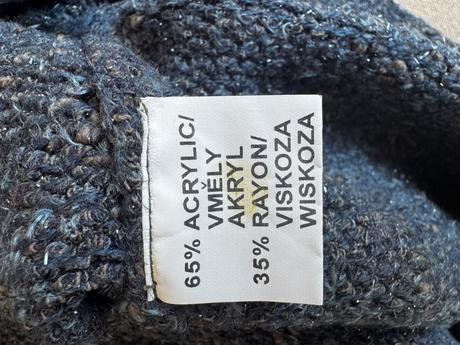 65% ACRYLIC/
VMĚLY
AKRYL
35% RAYON/
VISKOZA
WISKOZA